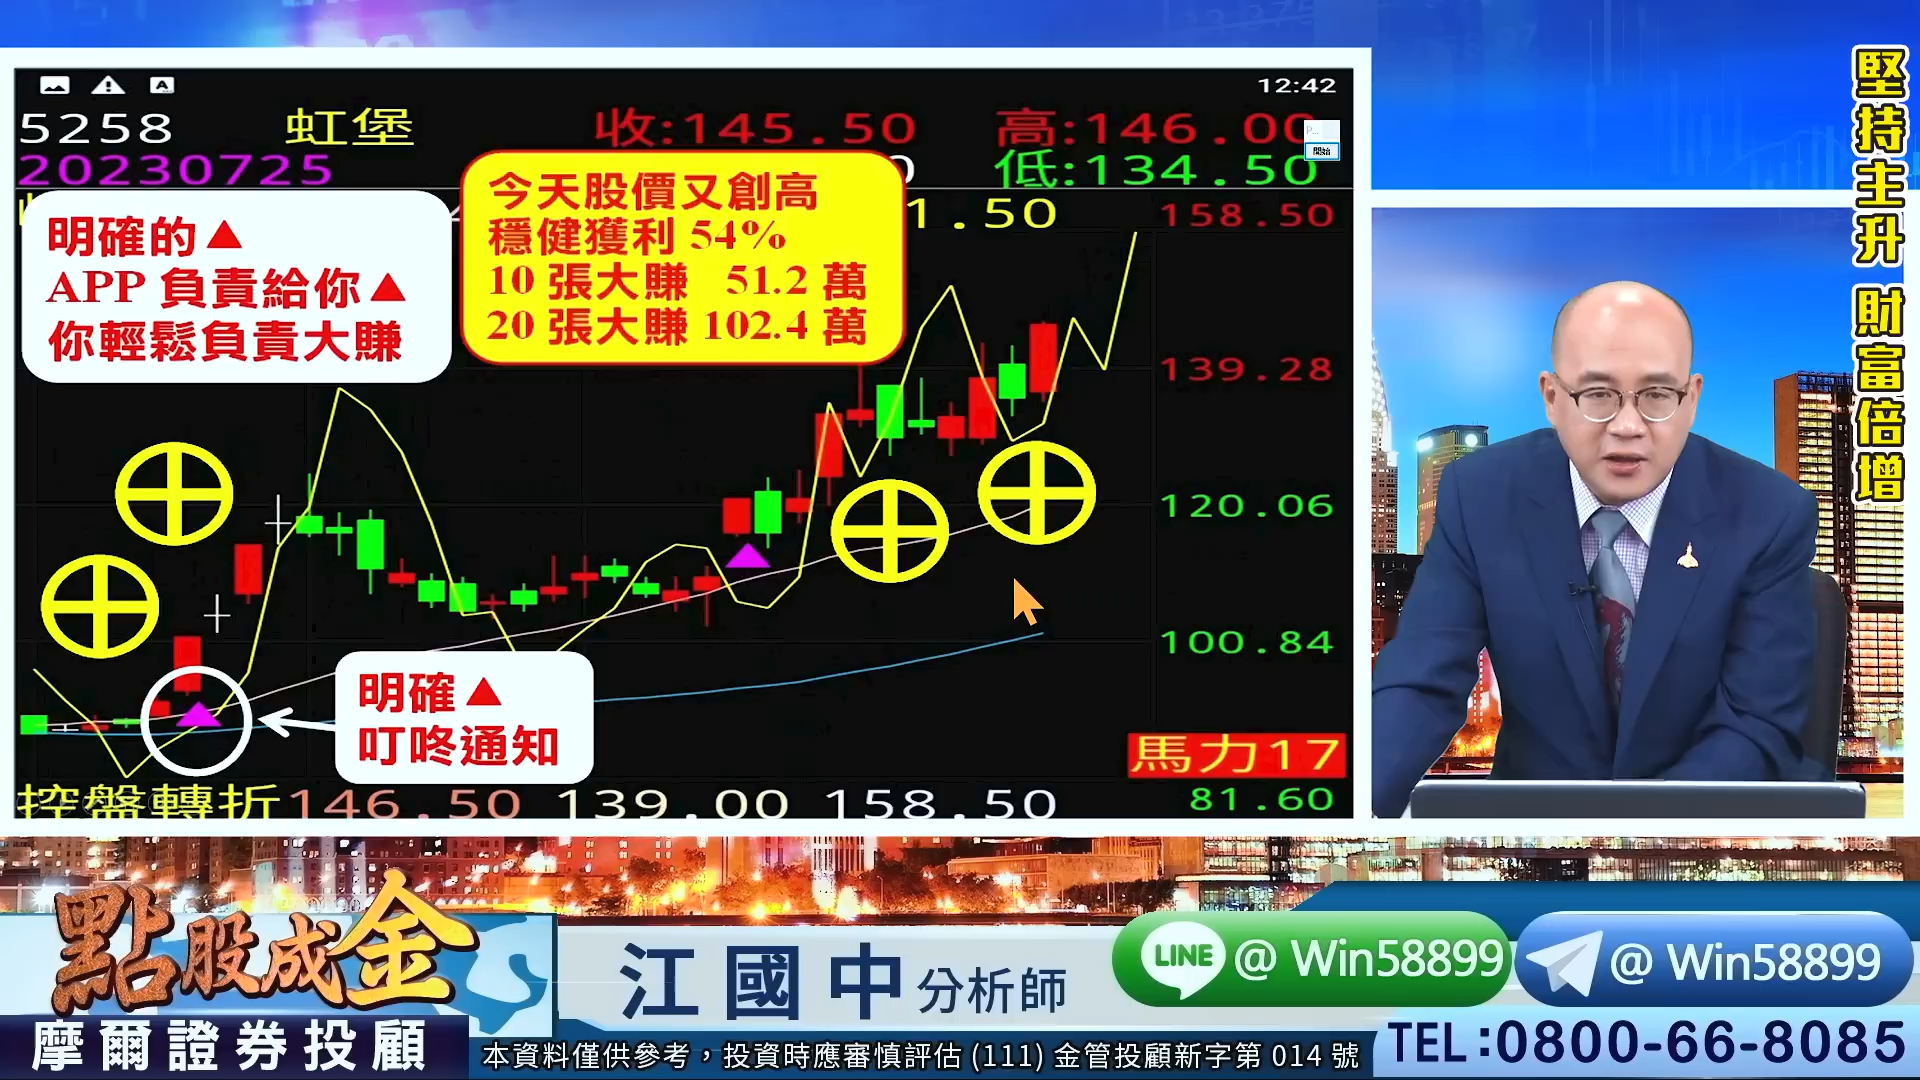 12:42
5258 虹堡 收:145.50 高:146.00
20230725 低:134.50
開始
1.50 158.50
明確的▲
APP 負責給你▲
你輕鬆負責大賺
今天股價又創高
穩健獲利 54%
10 張大賺 51.2 萬
20 張大賺 102.4 萬
139.28
120.06
100.84
明確▲
叮咚通知
馬力17
81.60
控盤轉折 146.50 139.00 158.50
堅持主升 財富倍增
點股成金
摩爾證券投顧
江國中 分析師
LINE @ Win58899
@ Win58899
TEL:0800-66-8085
本資料僅供參考，投資時應審慎評估 (111) 金管投顧新字第 014 號